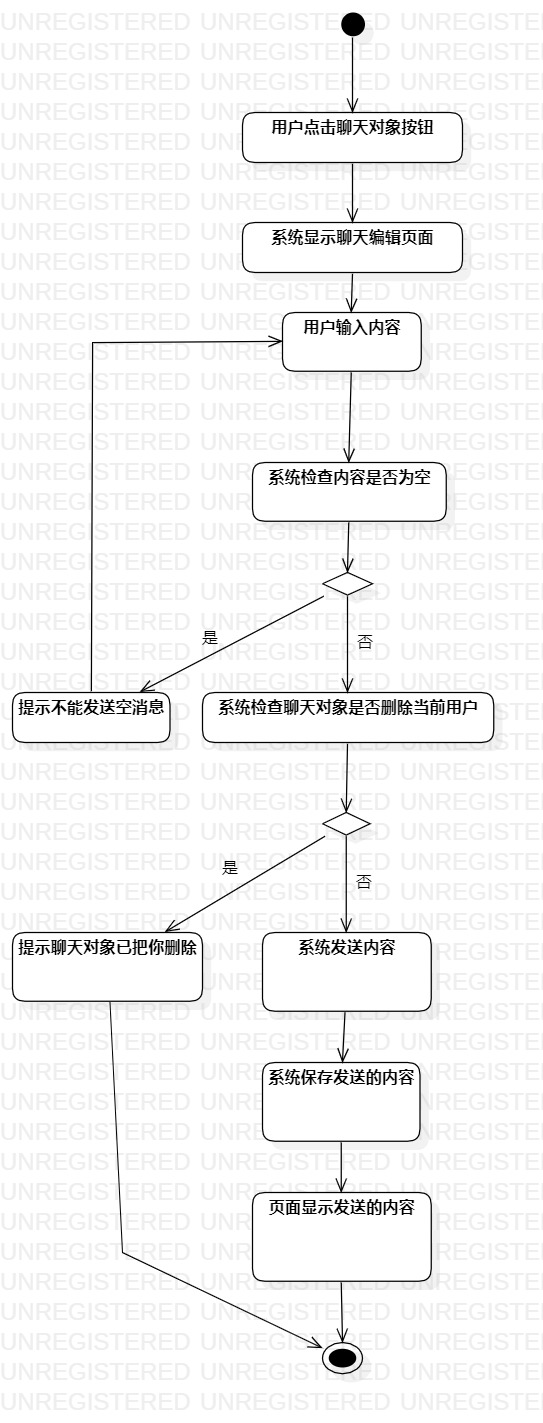 用户点击聊天对象按钮
系统显示聊天编辑页面
用户输入内容
系统检查内容是否为空
是
否
提示不能发送空消息
系统检查聊天对象是否删除当前用户
是
否
提示聊天对象已把你删除
系统发送内容
系统保存发送的内容
页面显示发送的内容
UNREGISTERED